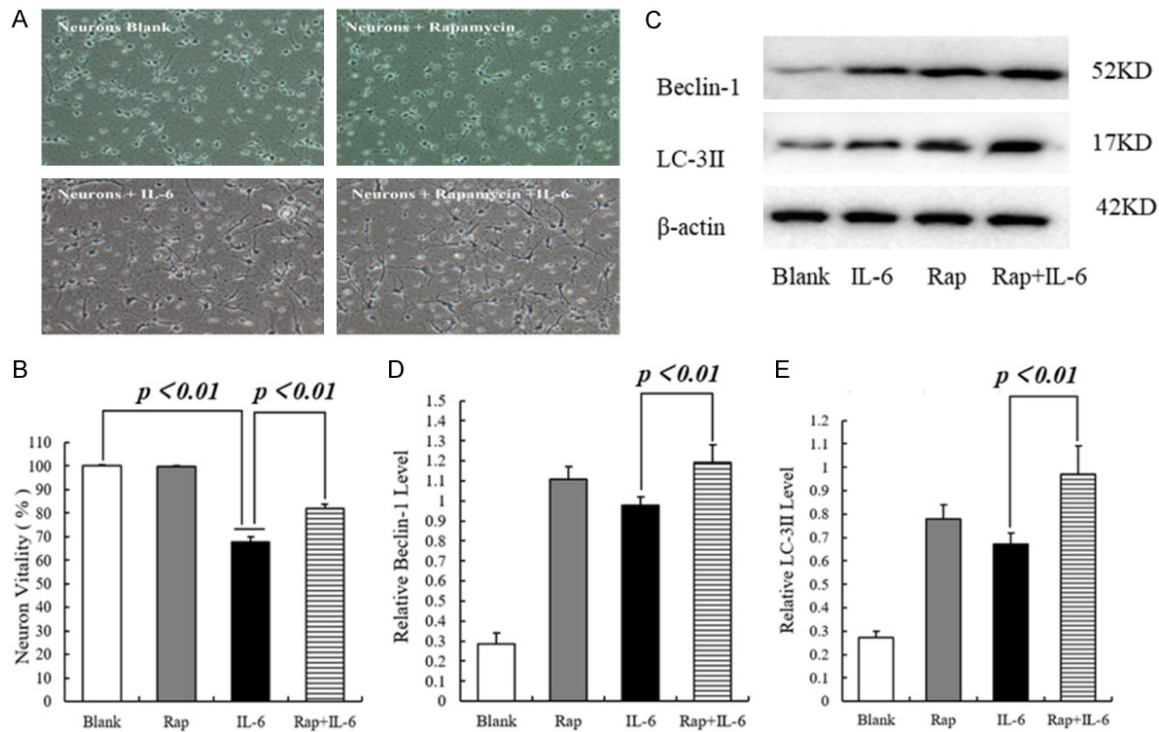 A
Neurons Blank
Neurons + Rapamycin
Neurons + IL-6
Neurons + Rapamycin +IL-6
C
Beclin-1
52KD
LC-3II
17KD
β-actin
42KD
Blank IL-6 Rap Rap+IL-6
B
p <0.01
p <0.01
Neuron Vitality ( % )
110
100
90
80
70
60
50
40
30
20
10
0
Blank Rap IL-6 Rap+IL-6
D
p <0.01
Relative Beclin-1 Level
1.5
1.4
1.3
1.2
1.1
1
0.9
0.8
0.7
0.6
0.5
0.4
0.3
0.2
0.1
0
Blank Rap IL-6 Rap+IL-6
E
p <0.01
Relative LC-3II Level
1.2
1.1
1
0.9
0.8
0.7
0.6
0.5
0.4
0.3
0.2
0.1
0
Blank Rap IL-6 Rap+IL-6